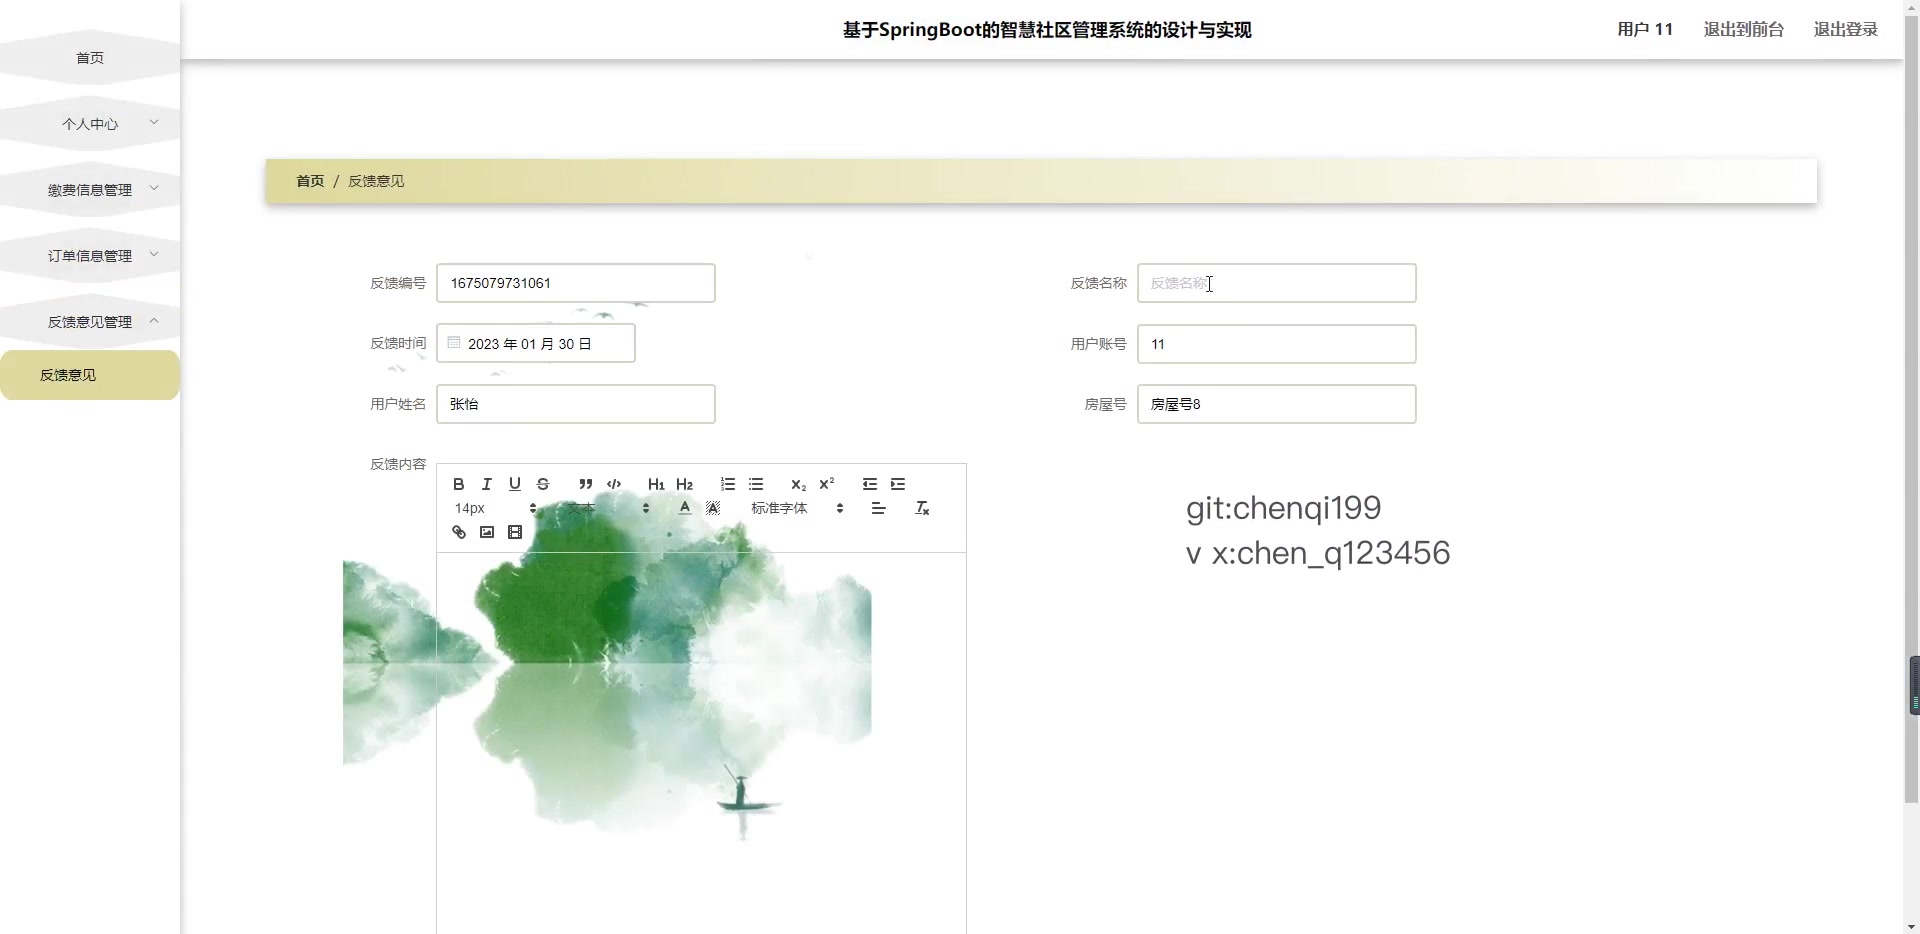 基于SpringBoot的智慧社区管理系统的设计与实现
用户 11 退出到前台 退出登录
首页
个人中心
缴费信息管理
订单信息管理
反馈意见管理
反馈意见
首页 / 反馈意见
反馈编号 1675079731061 反馈名称 反馈名称
反馈时间 2023 年 01 月 30 日 用户账号 11
用户姓名 张怡 房屋号 房屋号8
反馈内容
B I U S H1 H2 X2 X2
14px 文本 A A 标准字体 Tx
git:chenqi199
v x:chen_q123456